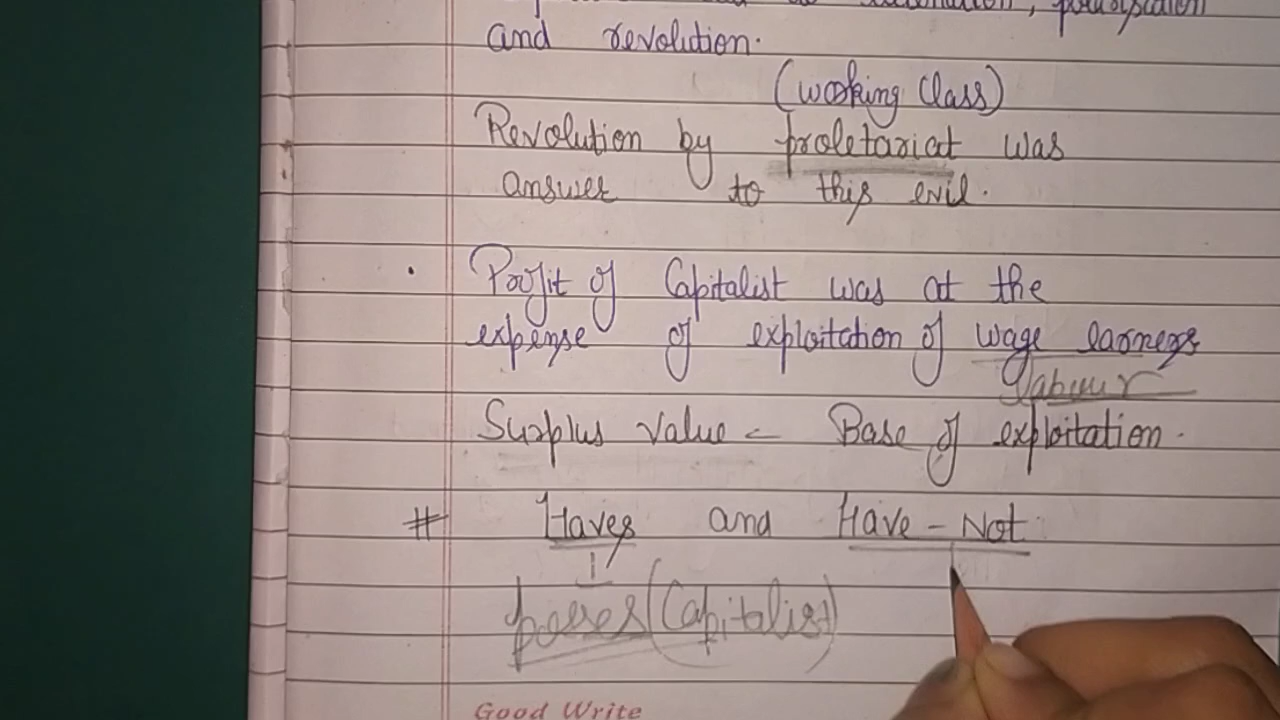 and revolution.
(working Class)
Revolution by proletariat was
answer to this evil.
. Profit of Capitalist was at the
expense of exploitation of wage earners
labour
Surplus Value = Base of exploitation.
# Haves and Have-Not
(Capitalist)
Good Write